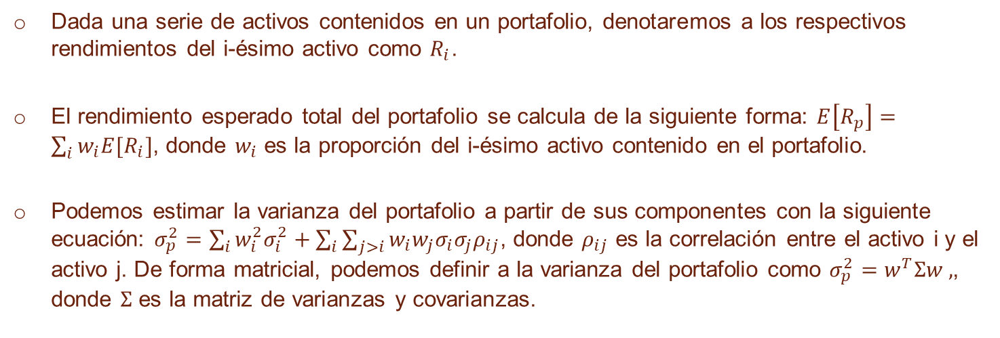 ○ Dada una serie de activos contenidos en un portafolio, denotaremos a los respectivos
rendimientos del i-ésimo activo como $R_i$.
○ El rendimiento esperado total del portafolio se calcula de la siguiente forma: $E[R_p] =$
$\sum_i w_i E[R_i]$, donde $w_i$ es la proporción del i-ésimo activo contenido en el portafolio.
○ Podemos estimar la varianza del portafolio a partir de sus componentes con la siguiente
ecuación: $\sigma_p^2 = \sum_i w_i^2 \sigma_i^2 + \sum_i \sum_{j>i} w_i w_j \sigma_i \sigma_j \rho_{ij}$, donde $\rho_{ij}$ es la correlación entre el activo i y el
activo j. De forma matricial, podemos definir a la varianza del portafolio como $\sigma_p^2 = w^T \Sigma w$ ,,
donde $\Sigma$ es la matriz de varianzas y covarianzas.